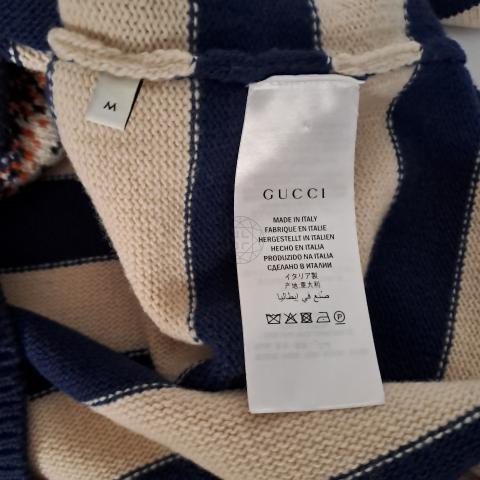 M
GUCCI
MADE IN ITALY
FABRIQUE EN ITALIE
HERGESTELLT IN ITALIEN
HECHO EN ITALIA
PRODUZIDO NA ITALIA
СДЕЛАНО В ИТАЛИИ
イタリア製
产地:意大利
صنع في إيطاليا